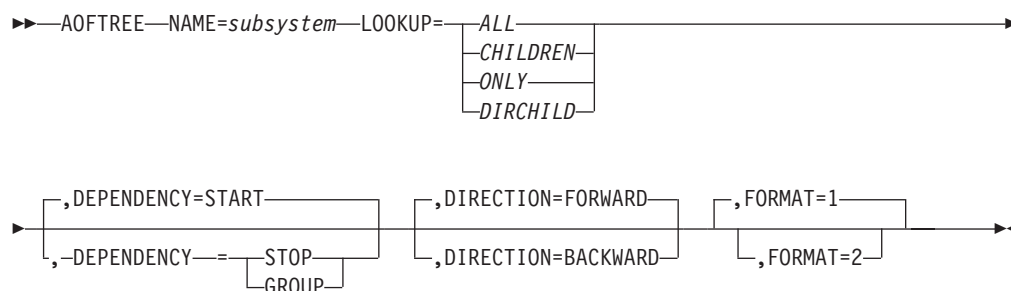 AOFTREE NAME=subsystem LOOKUP= ALL
CHILDREN
ONLY
DIRCHILD
,DEPENDENCY=START ,DIRECTION=FORWARD ,FORMAT=1
, DEPENDENCY = STOP ,DIRECTION=BACKWARD ,FORMAT=2
GROUP